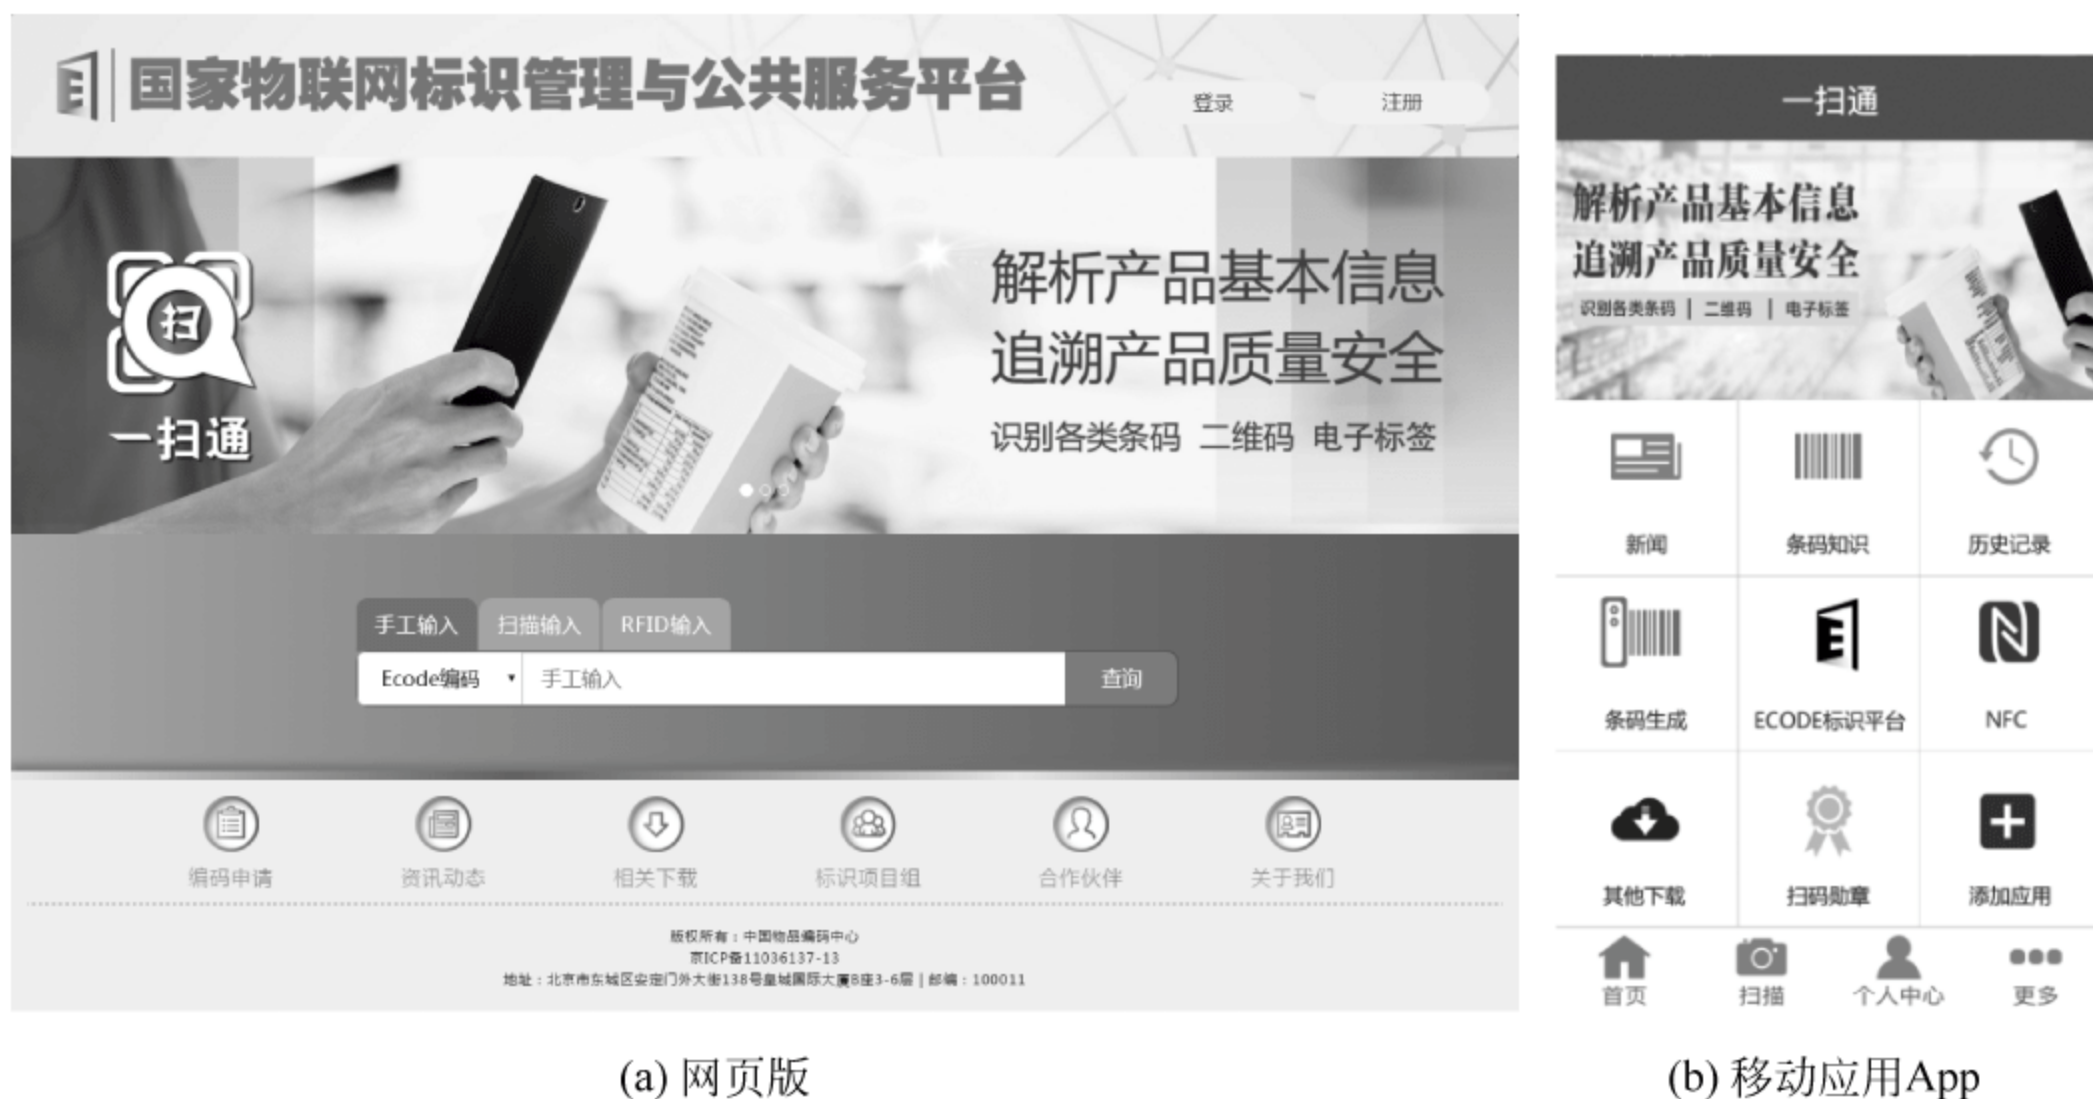 国家物联网标识管理与公共服务平台
登录 注册
扫
一扫通
解析产品基本信息
追溯产品质量安全
识别各类条码 二维码 电子标签
手工输入 扫描输入 RFID输入
Ecode编码 手工输入 查询
编码申请 资讯动态 相关下载 标识项目组 合作伙伴 关于我们
版权所有：中国物品编码中心
京ICP备11036137-13
地址：北京市东城区安定门外大街138号皇城国际大厦B座3-6层 | 邮编：100011
(a) 网页版
一扫通
解析产品基本信息
追溯产品质量安全
识别各类条码 | 二维码 | 电子标签
新闻 条码知识 历史记录
条码生成 ECODE标识平台 NFC
其他下载 扫码勋章 添加应用
首页 扫描 个人中心 更多
(b) 移动应用App